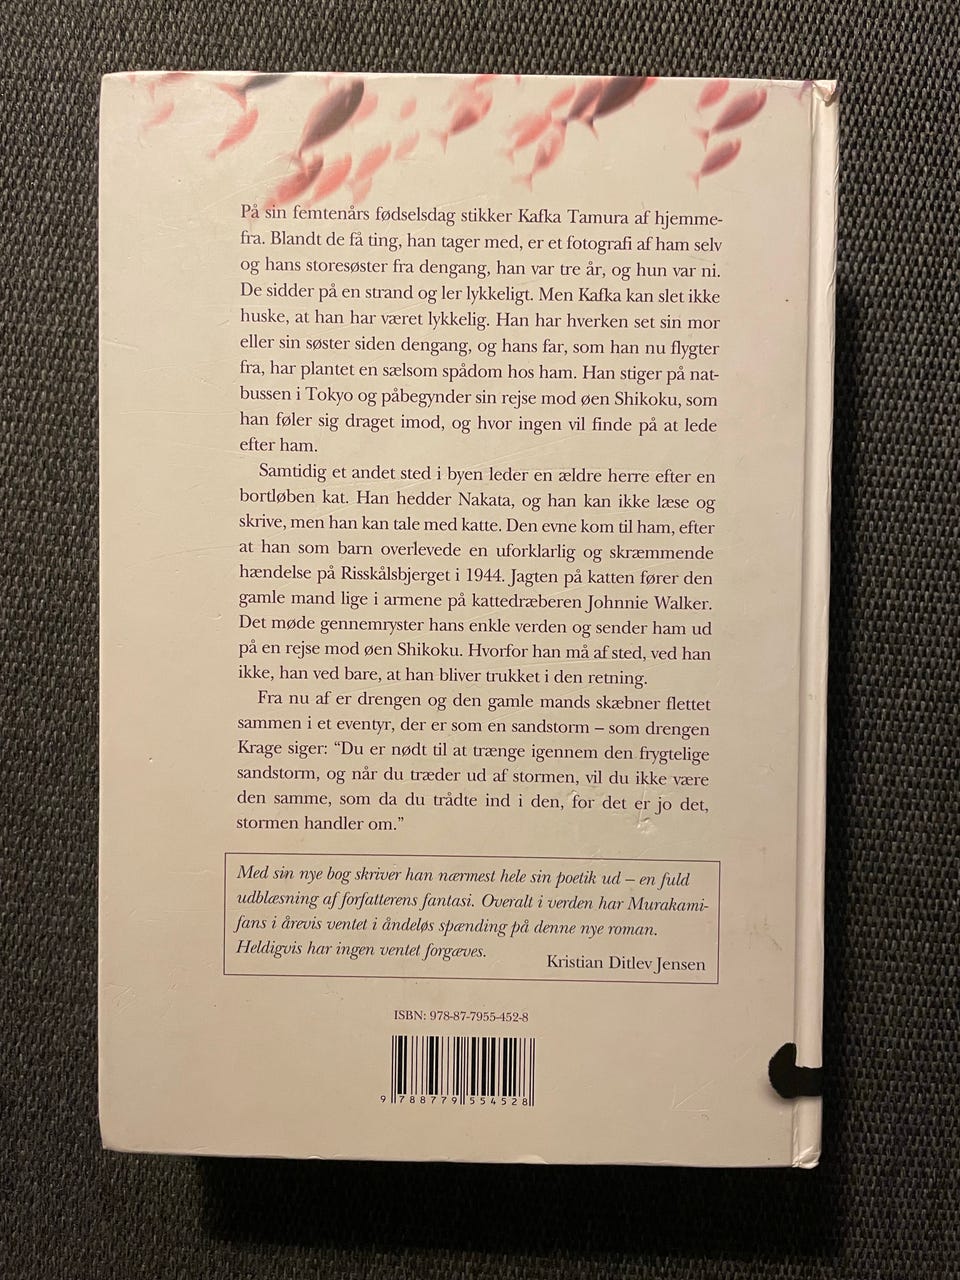 På sin femtenårs fødselsdag stikker Kafka Tamura af hjemme-
fra. Blandt de få ting, han tager med, er et fotografi af ham selv
og hans storesøster fra dengang, han var tre år, og hun var ni.
De sidder på en strand og ler lykkeligt. Men Kafka kan slet ikke
huske, at han har været lykkelig. Han har hverken set sin mor
eller sin søster siden dengang, og hans far, som han nu flygter
fra, har plantet en sælsom spådom hos ham. Han stiger på nat-
bussen i Tokyo og påbegynder sin rejse mod øen Shikoku, som
han føler sig draget imod, og hvor ingen vil finde på at lede
efter ham.
Samtidig et andet sted i byen leder en ældre herre efter en
bortløben kat. Han hedder Nakata, og han kan ikke læse og
skrive, men han kan tale med katte. Den evne kom til ham, efter
at han som barn overlevede en uforklarlig og skræmmende
hændelse på Risskålsbjerget i 1944. Jagten på katten fører den
gamle mand lige i armene på kattedræberen Johnnie Walker.
Det møde gennemryster hans enkle verden og sender ham ud
på en rejse mod øen Shikoku. Hvorfor han må af sted, ved han
ikke, han ved bare, at han bliver trukket i den retning.
Fra nu af er drengen og den gamle mands skæbner flettet
sammen i et eventyr, der er som en sandstorm – som drengen
Krage siger: “Du er nødt til at trænge igennem den frygtelige
sandstorm, og når du træder ud af stormen, vil du ikke være
den samme, som da du trådte ind i den, for det er jo det,
stormen handler om.”
Med sin nye bog skriver han nærmest hele sin poetik ud – en fuld
udblæsning af forfatterens fantasi. Overalt i verden har Murakami-
fans i årevis ventet i åndeløs spænding på denne nye roman.
Heldigvis har ingen ventet forgæves.
Kristian Ditlev Jensen
ISBN: 978-87-7955-452-8
9 788779 554528